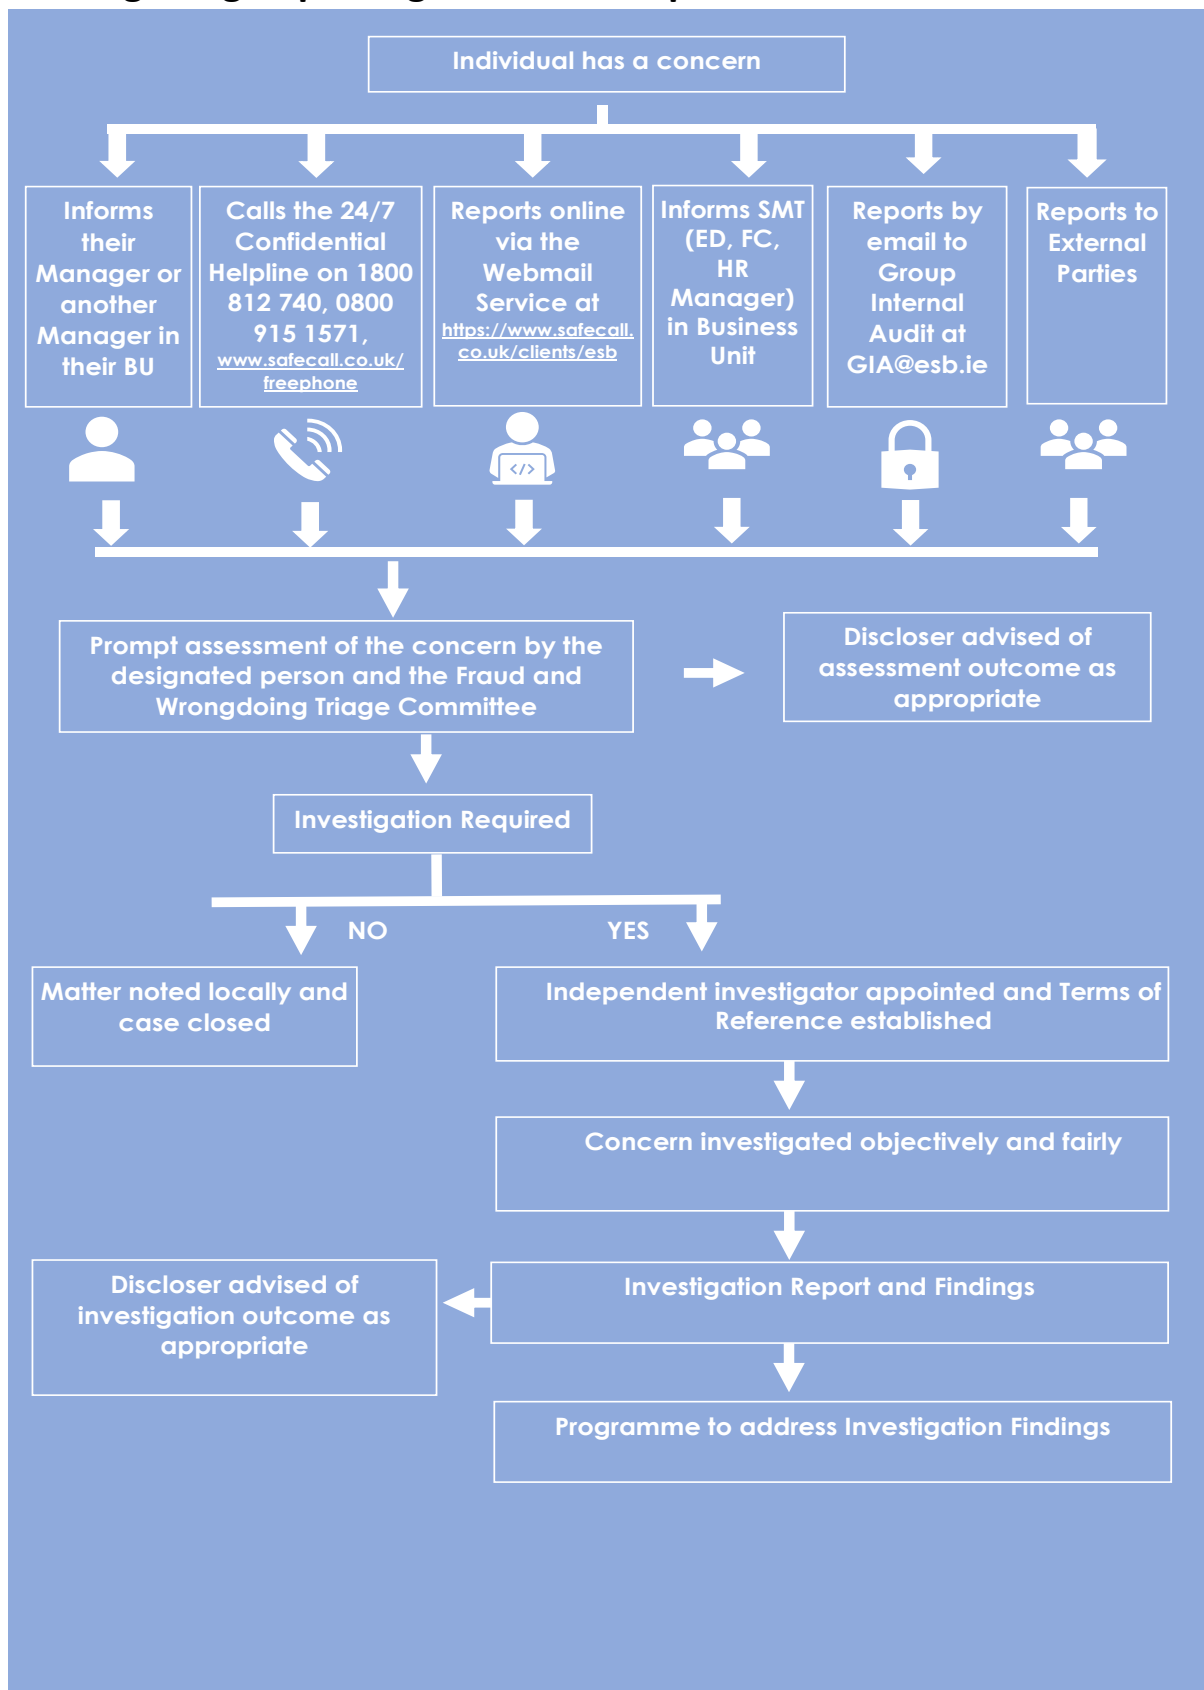 Individual has a concern
Informs
their
Manager or
another
Manager in
their BU
Calls the 24/7
Confidential
Helpline on 1800
812 740, 0800
915 1571,
www.safecall.co.uk/
freephone
Reports online
via the
Webmail
Service at
https://www.safecall.
co.uk/clients/esb
Informs SMT
(ED, FC,
HR
Manager)
in Business
Unit
Reports by
email to
Group
Internal
Audit at
GIA@esb.ie
Reports to
External
Parties
</>
Prompt assessment of the concern by the
designated person and the Fraud and
Wrongdoing Triage Committee
Discloser advised of
assessment outcome as
appropriate
Investigation Required
NO
YES
Matter noted locally and
case closed
Independent investigator appointed and Terms of
Reference established
Concern investigated objectively and fairly
Discloser advised of
investigation outcome as
appropriate
Investigation Report and Findings
Programme to address Investigation Findings